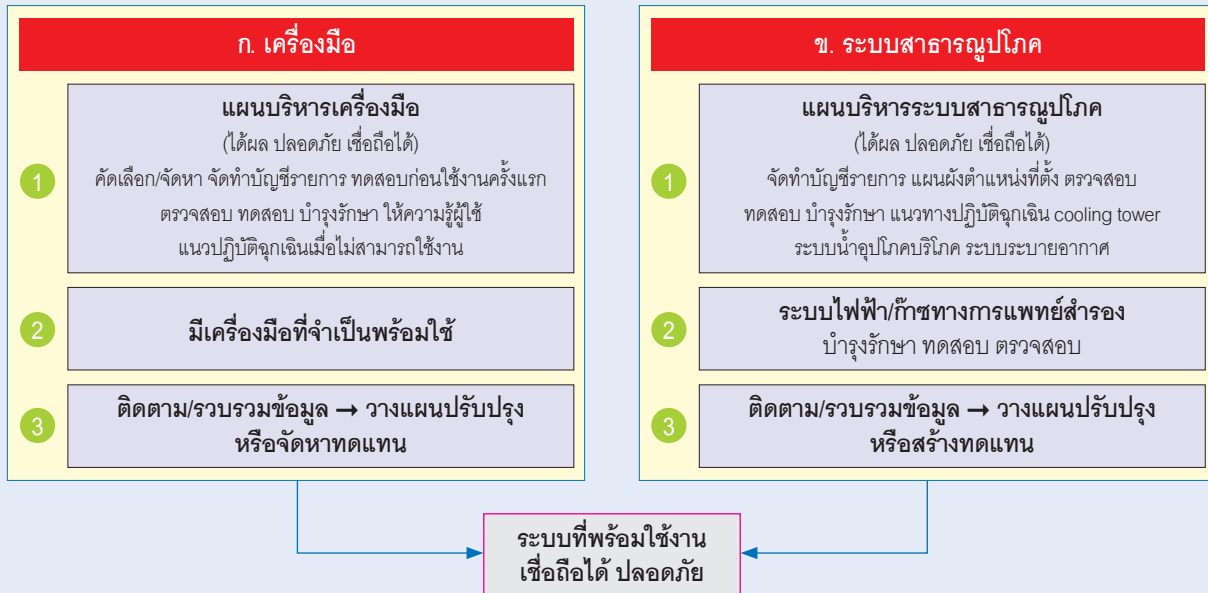 ก. เครื่องมือ
1
แผนบริหารเครื่องมือ
(ได้ผล ปลอดภัย เชื่อถือได้)
คัดเลือก/จัดหา จัดทำบัญชีรายการ ทดสอบก่อนใช้งานครั้งแรก
ตรวจสอบ ทดสอบ บำรุงรักษา ให้ความรู้ผู้ใช้
แนวปฏิบัติฉุกเฉินเมื่อไม่สามารถใช้งาน
2
มีเครื่องมือที่จำเป็นพร้อมใช้
3
ติดตาม/รวบรวมข้อมูล → วางแผนปรับปรุง
หรือจัดหาทดแทน
ข. ระบบสาธารณูปโภค
1
แผนบริหารระบบสาธารณูปโภค
(ได้ผล ปลอดภัย เชื่อถือได้)
จัดทำบัญชีรายการ แผนผังตำแหน่งที่ตั้ง ตรวจสอบ
ทดสอบ บำรุงรักษา แนวทางปฏิบัติฉุกเฉิน cooling tower
ระบบน้ำอุปโภคบริโภค ระบบระบายอากาศ
2
ระบบไฟฟ้า/ก๊าซทางการแพทย์สำรอง
บำรุงรักษา ทดสอบ ตรวจสอบ
3
ติดตาม/รวบรวมข้อมูล → วางแผนปรับปรุง
หรือสร้างทดแทน
ระบบที่พร้อมใช้งาน
เชื่อถือได้ ปลอดภัย